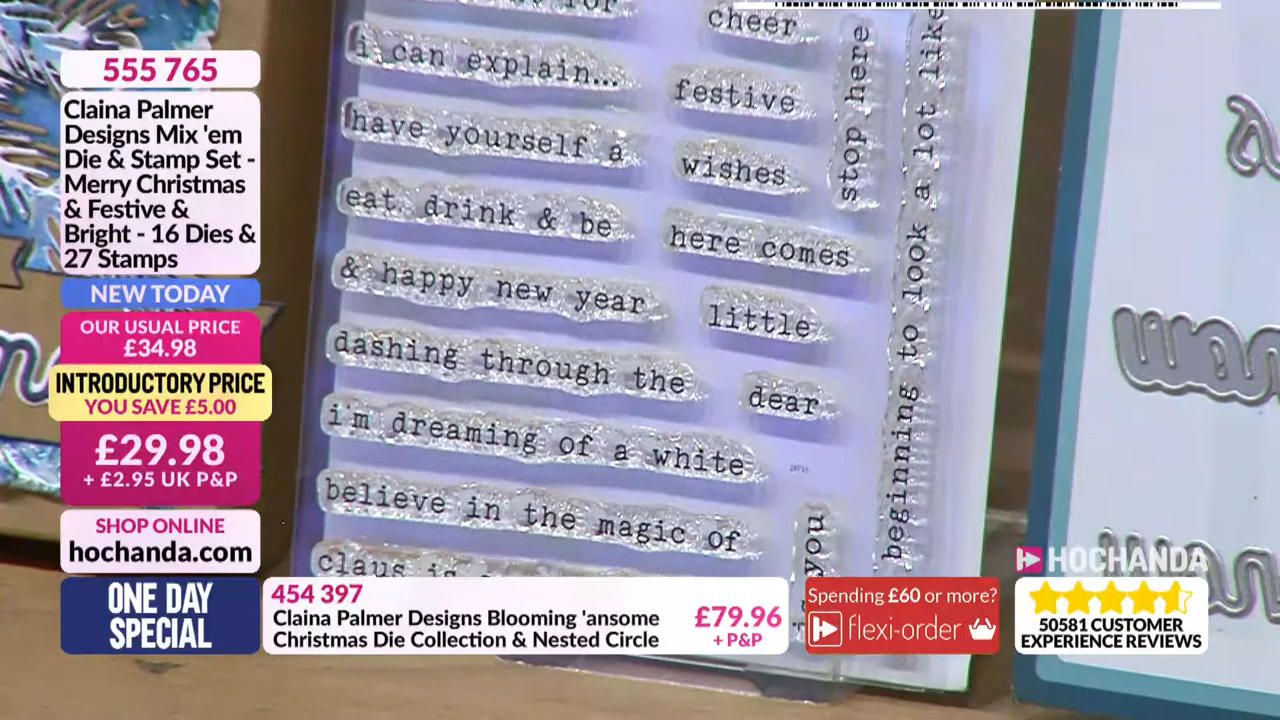 555 765
Claina Palmer
Designs Mix 'em
Die & Stamp Set -
Merry Christmas
& Festive &
Bright - 16 Dies &
27 Stamps
NEW TODAY
OUR USUAL PRICE
£34.98
INTRODUCTORY PRICE
YOU SAVE £5.00
£29.98
+ £2.95 UK P&P
SHOP ONLINE
hochanda.com
for
i can explain...
have yourself a
eat drink & be
& happy new year
dashing through the
i'm dreaming of a white
believe in the magic of
claus is
cheer
festive
wishes
here comes
little
dear
you
stop here
beginning to look a lot like
HOCHANDA
ONE DAY
SPECIAL
454 397
Claina Palmer Designs Blooming 'ansome
Christmas Die Collection & Nested Circle
£79.96
+ P&P
Spending £60 or more?
flexi-order
50581 CUSTOMER
EXPERIENCE REVIEWS